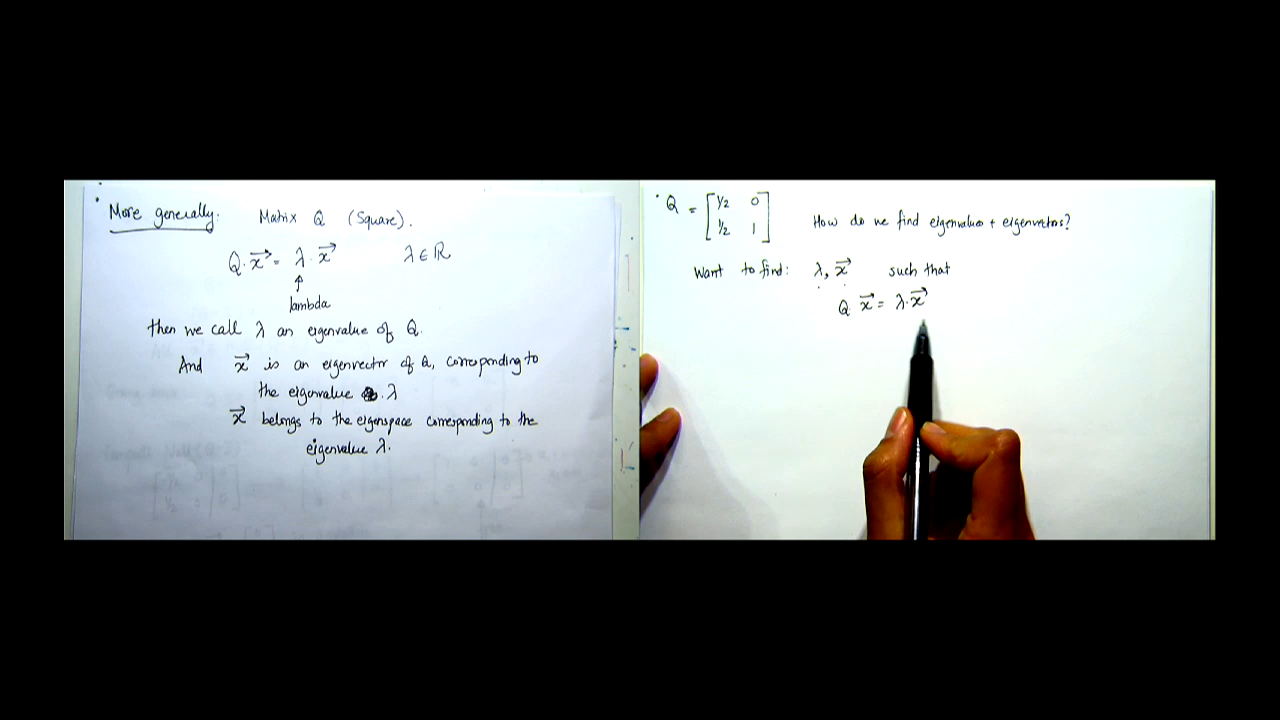 More generally: Matrix Q (Square).
Q·x⃗ = λ·x⃗ λ∈ℝ
↑
lambda
then we call λ an eigenvalue of Q.
And x⃗ is an eigenvector of Q, corresponding to
the eigenvalue λ
x⃗ belongs to the eigenspace corresponding to the
eigenvalue λ.
Q = [1/2 0
1/2 1]
How do we find eigenvalues + eigenvectors?
Want to find: λ, x⃗ such that
Q x⃗ = λ·x⃗